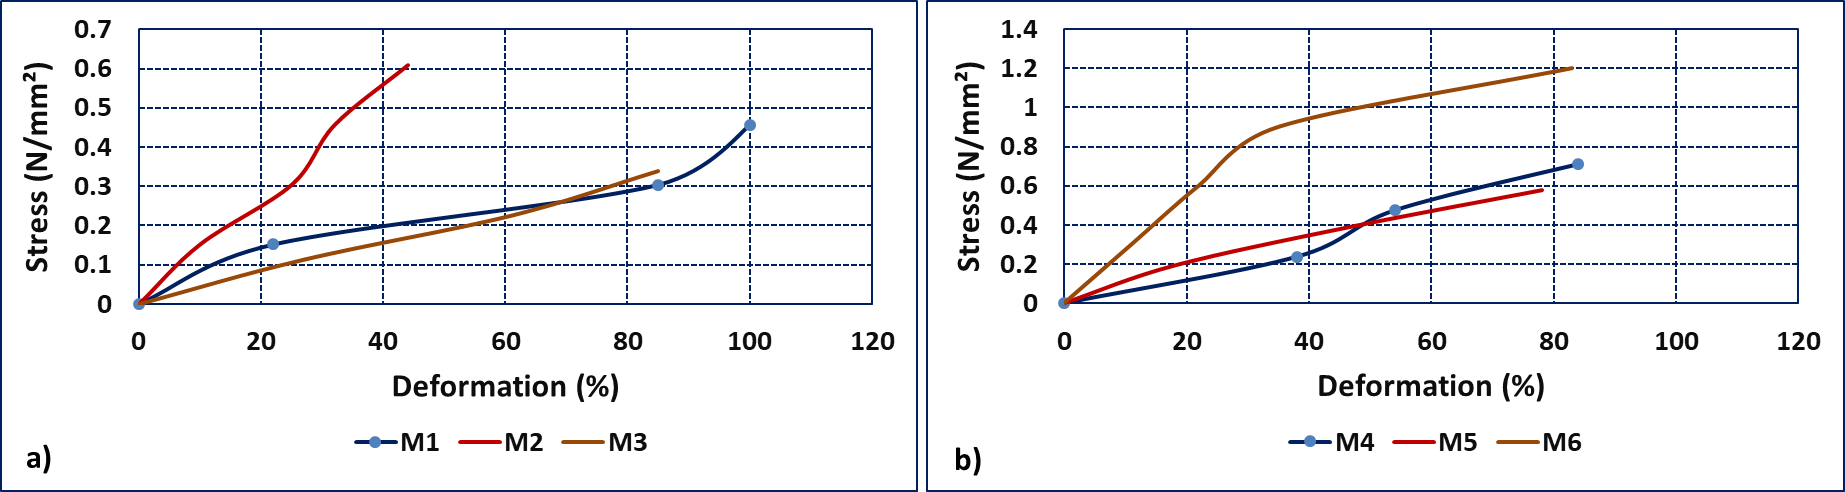 Stress (N/mm²)
0.7
0.6
0.5
0.4
0.3
0.2
0.1
0
0 20 40 60 80 100 120
Deformation (%)
M1 M2 M3
a)
Stress (N/mm²)
1.4
1.2
1
0.8
0.6
0.4
0.2
0
0 20 40 60 80 100 120
Deformation (%)
M4 M5 M6
b)